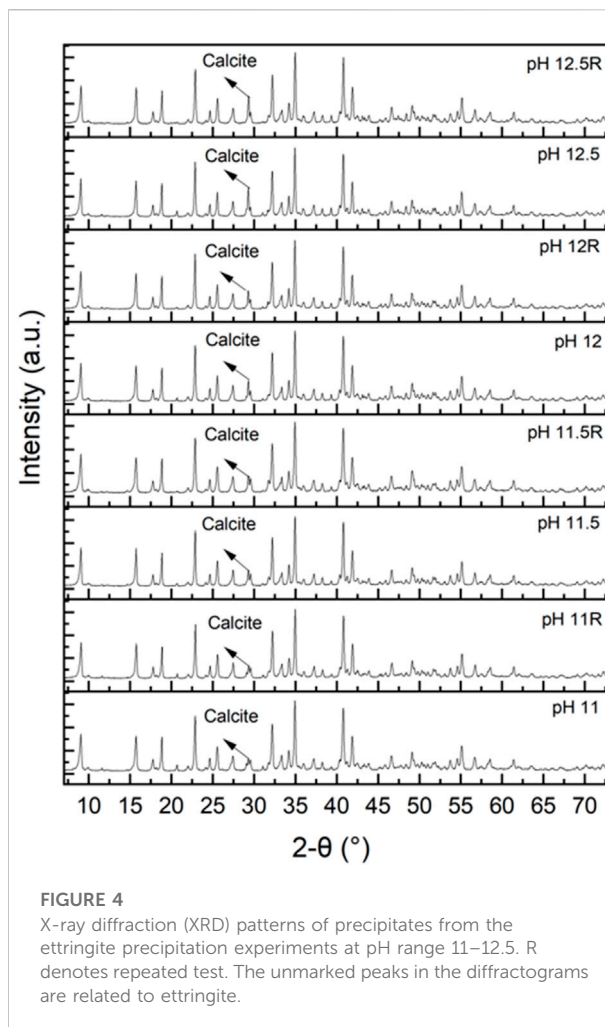 Intensity (a.u.)
Calcite
pH 12.5R
Calcite
pH 12.5
Calcite
pH 12R
Calcite
pH 12
Calcite
pH 11.5R
Calcite
pH 11.5
Calcite
pH 11R
Calcite
pH 11
10 15 20 25 30 35 40 45 50 55 60 65 70
2-θ (°)
FIGURE 4
X-ray diffraction (XRD) patterns of precipitates from the
ettringite precipitation experiments at pH range 11–12.5. R
denotes repeated test. The unmarked peaks in the diffractograms
are related to ettringite.